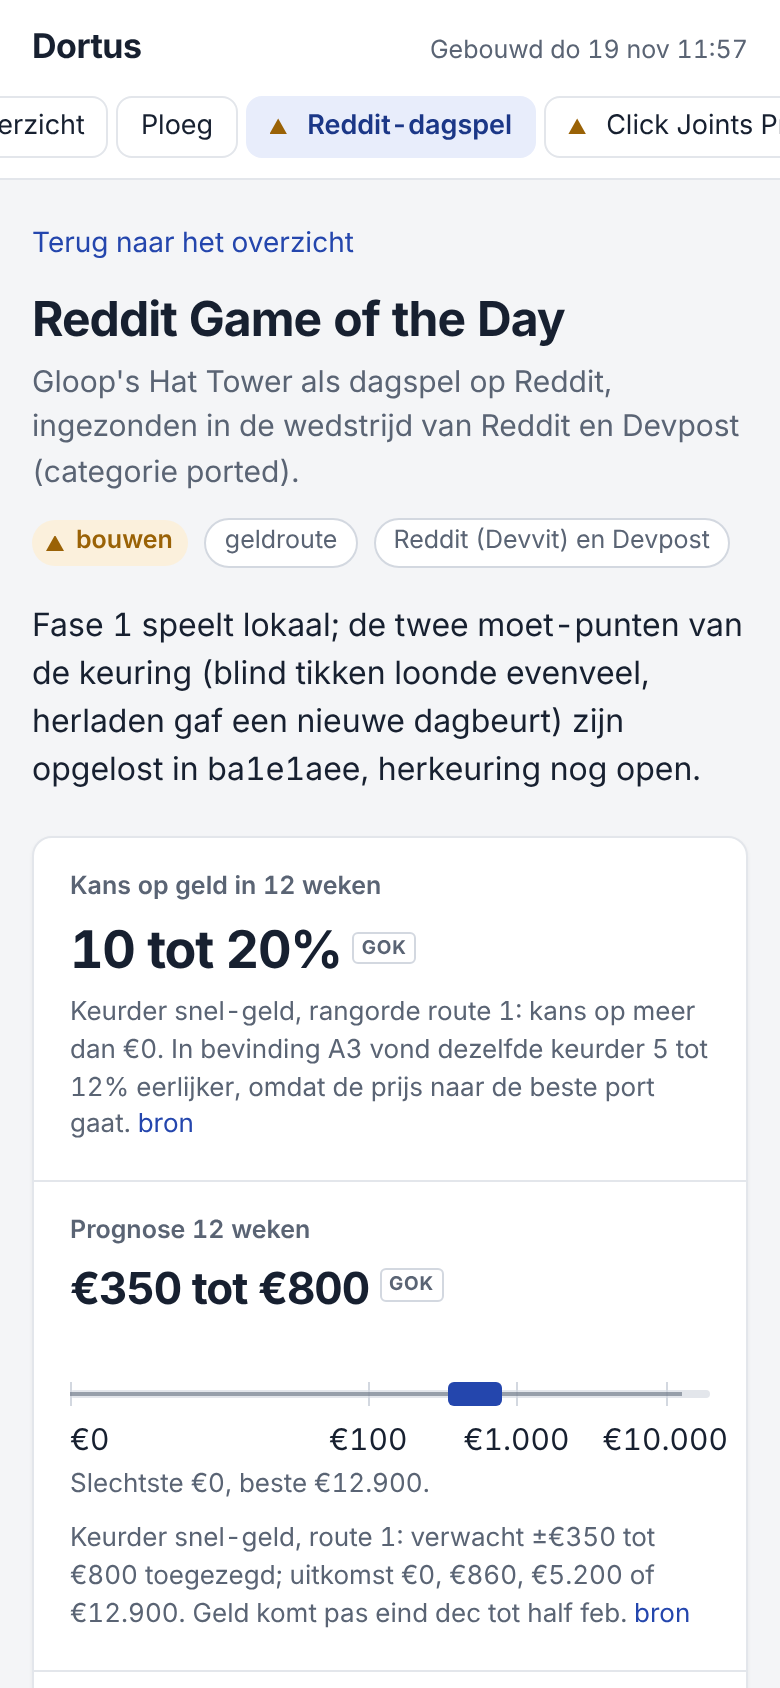 Dortus
Gebouwd do 19 nov 11:57
erzicht
Ploeg
▲ Reddit-dagspel
▲ Click Joints P
Terug naar het overzicht
Reddit Game of the Day
Gloop's Hat Tower als dagspel op Reddit,
ingezonden in de wedstrijd van Reddit en Devpost
(categorie ported).
▲ bouwen
geldroute
Reddit (Devvit) en Devpost
Fase 1 speelt lokaal; de twee moet-punten van
de keuring (blind tikken loonde evenveel,
herladen gaf een nieuwe dagbeurt) zijn
opgelost in ba1e1aee, herkeuring nog open.
Kans op geld in 12 weken
10 tot 20% GOK
Keurder snel-geld, rangorde route 1: kans op meer
dan €0. In bevinding A3 vond dezelfde keurder 5 tot
12% eerlijker, omdat de prijs naar de beste port
gaat. bron
Prognose 12 weken
€350 tot €800 GOK
€0 €100 €1.000 €10.000
Slechtste €0, beste €12.900.
Keurder snel-geld, route 1: verwacht ±€350 tot
€800 toegezegd; uitkomst €0, €860, €5.200 of
€12.900. Geld komt pas eind dec tot half feb. bron